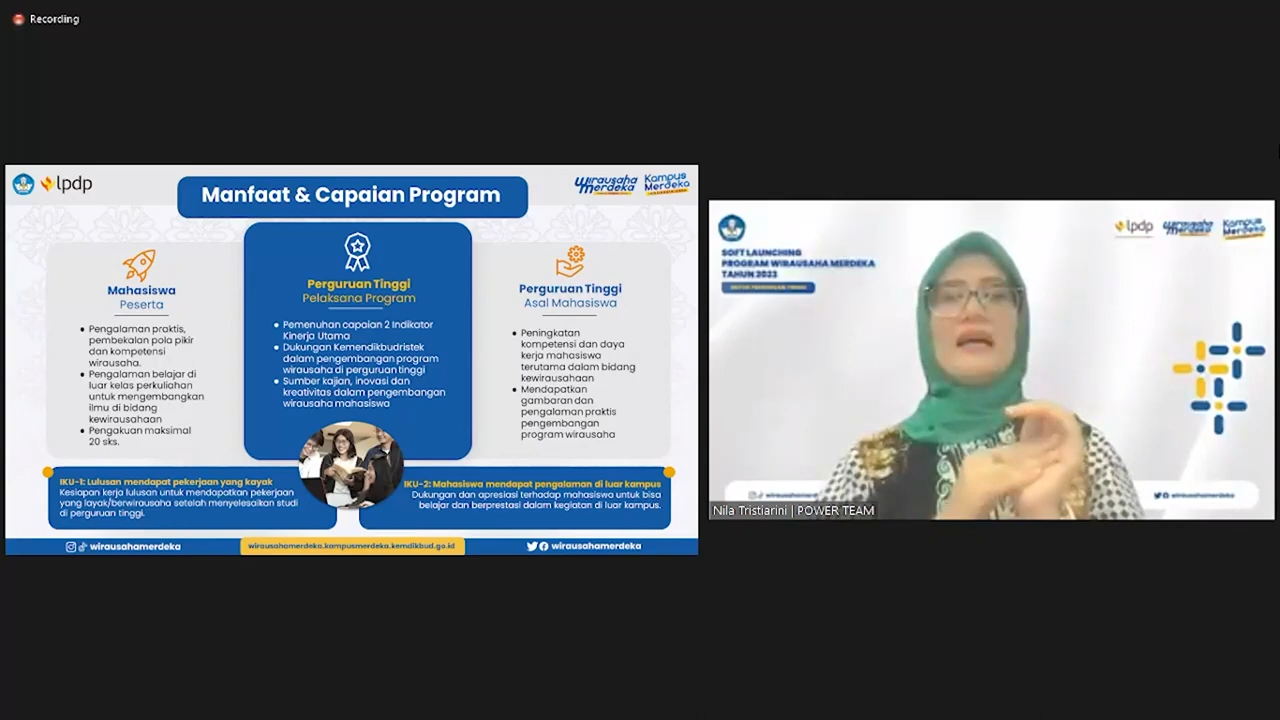 Recording
lpdp
Wirausaha
Merdeka
Kampus
Merdeka
Manfaat & Capaian Program
Mahasiswa
Peserta
• Pengalaman praktis,
pembekalan pola pikir
dan kompetensi
wirausaha.
• Pengalaman belajar di
luar kelas perkuliahan
untuk mengembangkan
ilmu di bidang
kewirausahaan
• Pengakuan maksimal
20 sks.
Perguruan Tinggi
Pelaksana Program
• Pemenuhan capaian 2 Indikator
Kinerja Utama
• Dukungan Kemendikbudristek
dalam pengembangan program
wirausaha di perguruan tinggi
• Sumber kajian, inovasi dan
kreativitas dalam pengembangan
wirausaha mahasiswa
Perguruan Tinggi
Asal Mahasiswa
• Peningkatan
kompetensi dan daya
kerja mahasiswa
terutama dalam bidang
kewirausahaan
• Mendapatkan
gambaran dan
pengalaman praktis
pengembangan
program wirausaha
IKU-1: Lulusan mendapat pekerjaan yang kayak
Kesiapan kerja lulusan untuk mendapatkan pekerjaan
yang layak/berwirausaha setelah menyelesaikan studi
di perguruan tinggi.
IKU-2: Mahasiswa mendapat pengalaman di luar kampus
Dukungan dan apresiasi terhadap mahasiswa untuk bisa
belajar dan berprestasi dalam kegiatan di luar kampus.
wirausahamerdeka
wirausahamerdeka.kampusmerdeka.kemdikbud.go.id
wirausahamerdeka
lpdp
Wirausaha
Merdeka
Kampus
Merdeka
SOFT LAUNCHING
PROGRAM WIRAUSAHA MERDEKA
TAHUN 2023
Nila Tristiarini | POWER TEAM